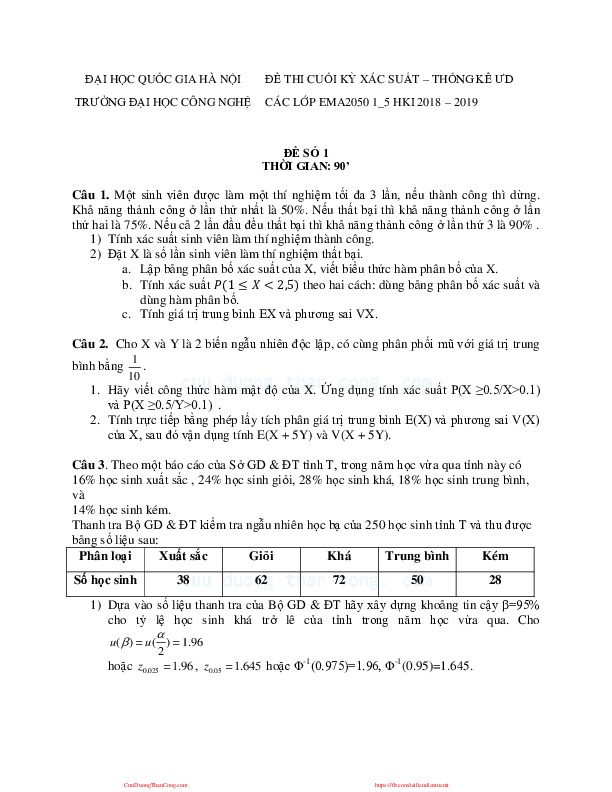 ĐẠI HỌC QUỐC GIA HÀ NỘI ĐỀ THI CUỐI KỲ XÁC SUẤT – THỐNG KÊ ƯD
TRƯỜNG ĐẠI HỌC CÔNG NGHỆ CÁC LỚP EMA2050 1_5 HKI 2018 – 2019
ĐỀ SỐ 1
THỜI GIAN: 90’
Câu 1. Một sinh viên được làm một thí nghiệm tối đa 3 lần, nếu thành công thì dừng.
Khả năng thành công ở lần thứ nhất là 50%. Nếu thất bại thì khả năng thành công ở lần
thứ hai là 75%. Nếu cả 2 lần đầu đều thất bại thì khả năng thành công ở lần thứ 3 là 90% .
1) Tính xác suất sinh viên làm thí nghiệm thành công.
2) Đặt X là số lần sinh viên làm thí nghiệm thất bại.
a. Lập bảng phân bố xác suất của X, viết biểu thức hàm phân bố của X.
b. Tính xác suất P(1 ≤ X < 2,5) theo hai cách: dùng bảng phân bố xác suất và
dùng hàm phân bố.
c. Tính giá trị trung bình EX và phương sai VX.
Câu 2. Cho X và Y là 2 biến ngẫu nhiên độc lập, có cùng phân phối mũ với giá trị trung
bình bằng 1/10 .
cuu duong than cong . com
1. Hãy viết công thức hàm mật độ của X. Ứng dụng tính xác suất P(X ≥0.5/X>0.1)
và P(X ≥0.5/Y>0.1) .
2. Tính trực tiếp bằng phép lấy tích phân giá trị trung bình E(X) và phương sai V(X)
của X, sau đó vận dụng tính E(X + 5Y) và V(X + 5Y).
Câu 3. Theo một báo cáo của Sở GD & ĐT tỉnh T, trong năm học vừa qua tỉnh này có
16% học sinh xuất sắc , 24% học sinh giỏi, 28% học sinh khá, 18% học sinh trung bình,
và
14% học sinh kém.
Thanh tra Bộ GD & ĐT kiểm tra ngẫu nhiên học bạ của 250 học sinh tỉnh T và thu được
bảng số liệu sau:
Phân loại Xuất sắc Giỏi Khá Trung bình Kém
Số học sinh 38 62 72 50 28
cuu duong than cong . com
1) Dựa vào số liệu thanh tra của Bộ GD & ĐT hãy xây dựng khoảng tin cậy β=95%
cho tỷ lệ học sinh khá trở lê của tỉnh trong năm học vừa qua. Cho
u(β) = u(α/2) = 1.96
hoặc z0.025 = 1.96 , z0.05 = 1.645 hoặc Φ⁻¹(0.975)=1.96, Φ⁻¹(0.95)=1.645.
CuuDuongThanCong.com https://fb.com/tailieudientucntt